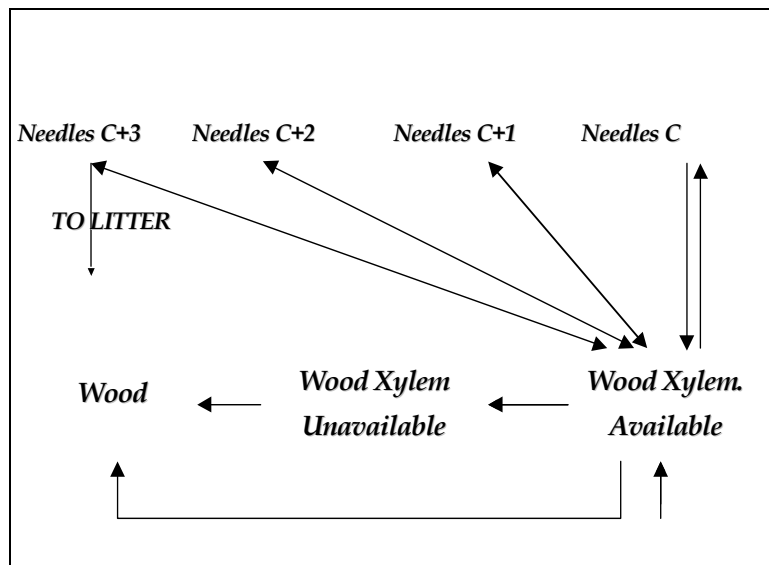 Needles C+3 Needles C+2 Needles C+1 Needles C
TO LITTER
Wood
Wood Xylem
Unavailable
Wood Xylem.
Available